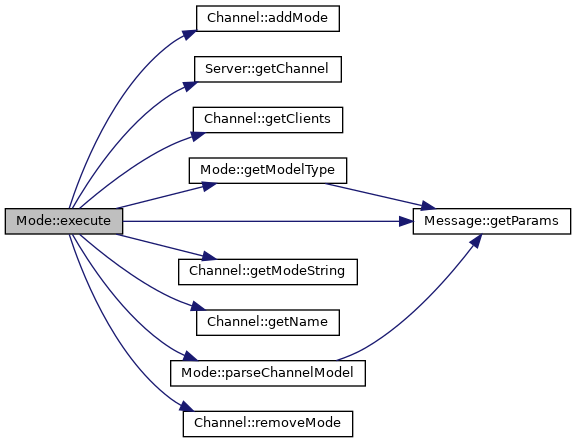 Channel::addMode
Server::getChannel
Channel::getClients
Mode::getModelType
Mode::execute
Message::getParams
Channel::getModeString
Channel::getName
Mode::parseChannelModel
Channel::removeMode